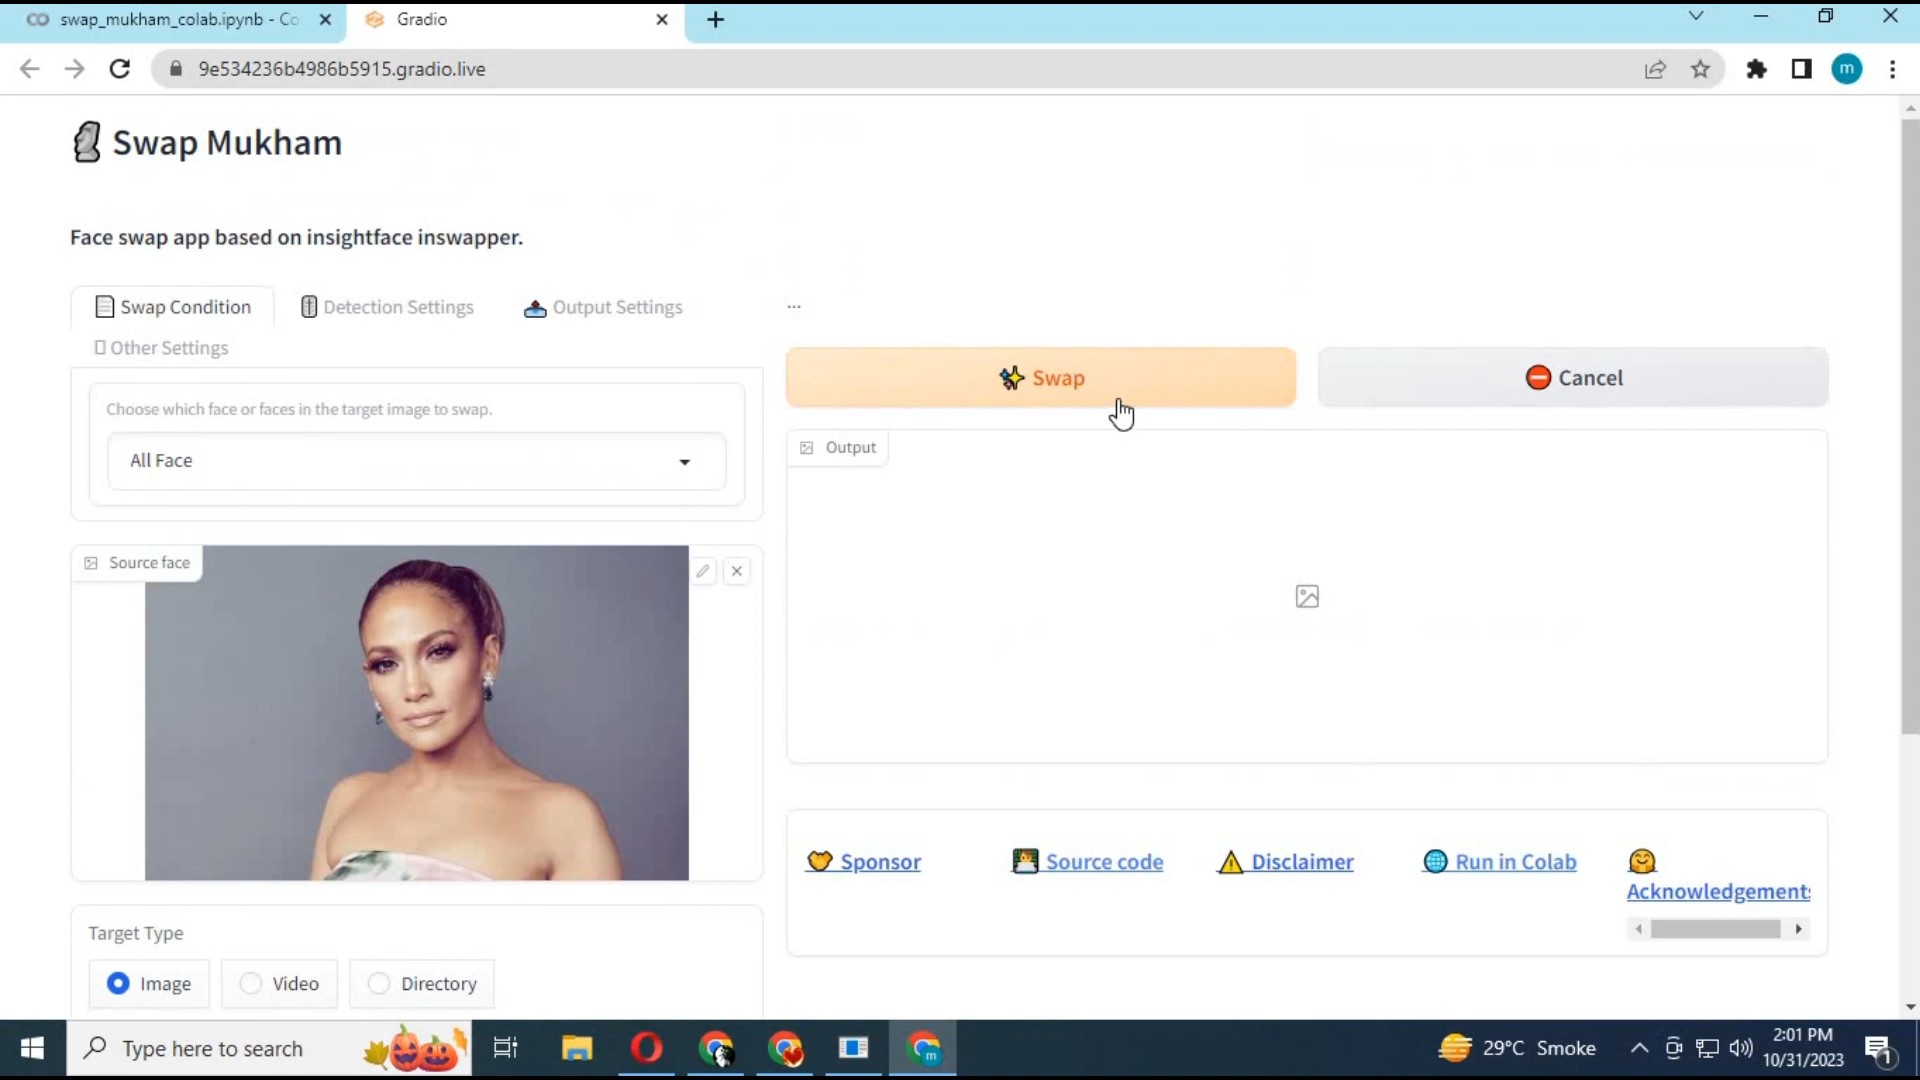 swap_mukham_colab.ipynb - Co
Gradio
9e534236b4986b5915.gradio.live
m
Swap Mukham
Face swap app based on insightface inswapper.
Swap Condition
Detection Settings
Output Settings
...
Other Settings
Swap
Cancel
Choose which face or faces in the target image to swap.
All Face
Output
Source face
Sponsor
Source code
Disclaimer
Run in Colab
Acknowledgements
Target Type
Image
Video
Directory
Type here to search
m
29°C Smoke
2:01 PM
10/31/2023
1